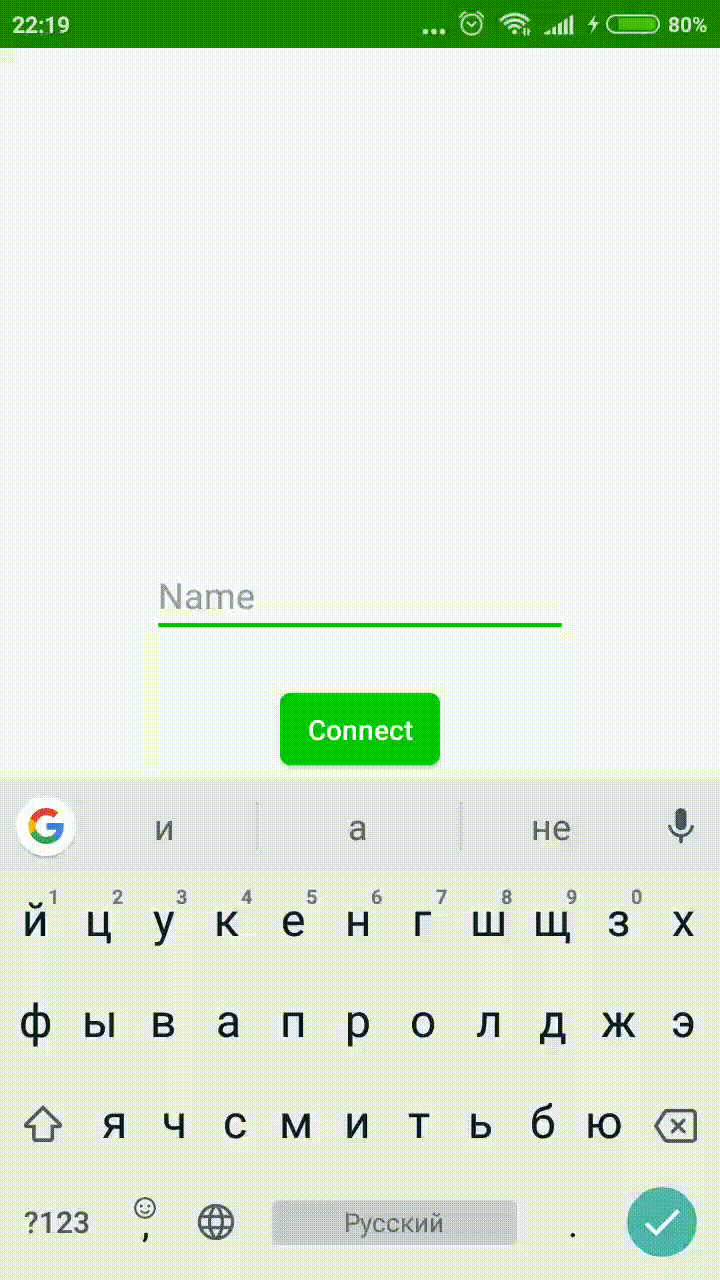 22:19 ... 80%
Name
Connect
G и а не
1 2 3 4 5 6 7 8 9 0
й ц у к е н г ш щ з х
ф ы в а п р о л д ж э
я ч с м и т ь б ю
?123 , Русский .